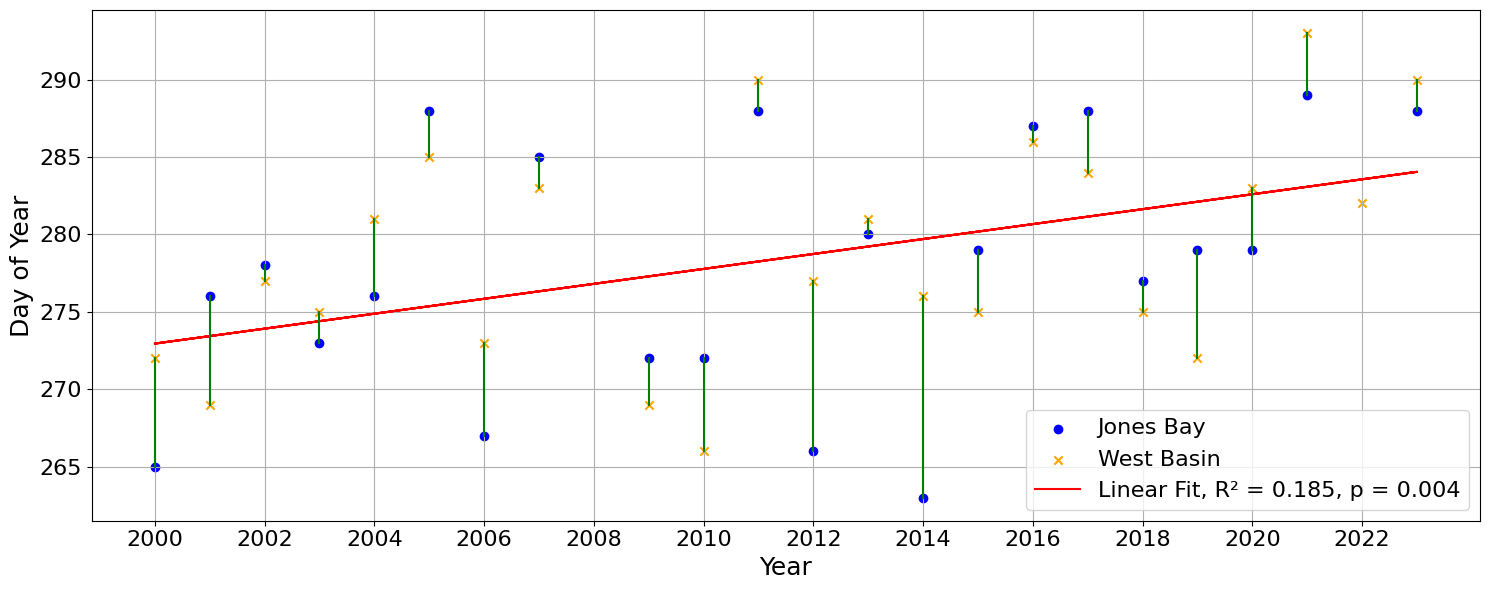 290
285
280
275
270
265
Day of Year
Jones Bay
West Basin
Linear Fit, R² = 0.185, p = 0.004
2000 2002 2004 2006 2008 2010 2012 2014 2016 2018 2020 2022
Year